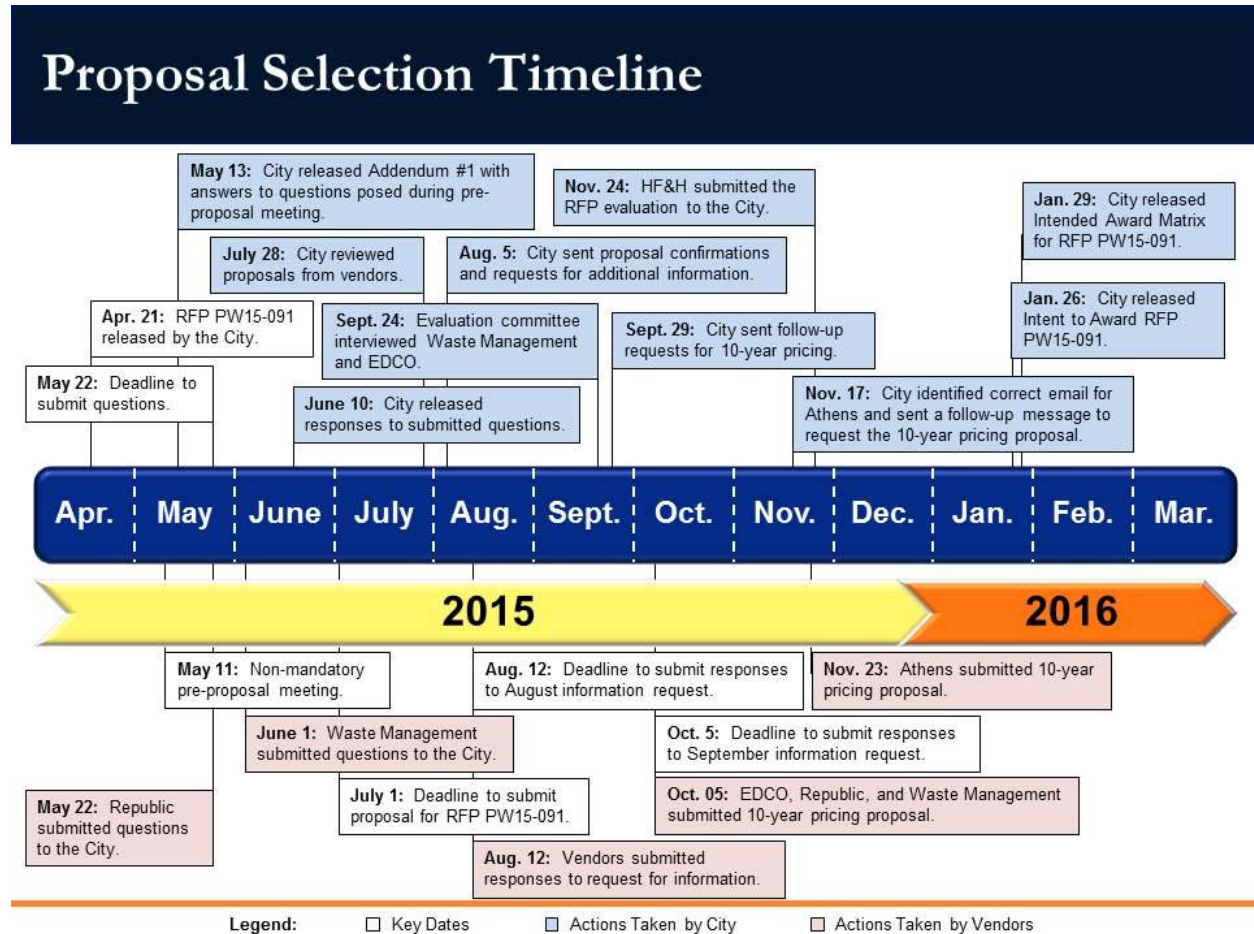 Proposal Selection Timeline
May 13: City released Addendum #1 with
answers to questions posed during pre-
proposal meeting.
Nov. 24: HF&H submitted the
RFP evaluation to the City.
Jan. 29: City released
Intended Award Matrix
for RFP PW15-091.
July 28: City reviewed
proposals from vendors.
Aug. 5: City sent proposal confirmations
and requests for additional information.
Jan. 26: City released
Intent to Award RFP
PW15-091.
Apr. 21: RFP PW15-091
released by the City.
Sept. 24: Evaluation committee
interviewed Waste Management
and EDCO.
Sept. 29: City sent follow-up
requests for 10-year pricing.
May 22: Deadline to
submit questions.
June 10: City released
responses to submitted questions.
Nov. 17: City identified correct email for
Athens and sent a follow-up message to
request the 10-year pricing proposal.
Apr. May June July Aug. Sept. Oct. Nov. Dec. Jan. Feb. Mar.
2015 2016
May 11: Non-mandatory
pre-proposal meeting.
Aug. 12: Deadline to submit responses
to August information request.
Nov. 23: Athens submitted 10-year
pricing proposal.
June 1: Waste Management
submitted questions to the City.
Oct. 5: Deadline to submit responses
to September information request.
July 1: Deadline to submit
proposal for RFP PW15-091.
Oct. 05: EDCO, Republic, and Waste Management
submitted 10-year pricing proposal.
May 22: Republic
submitted questions
to the City.
Aug. 12: Vendors submitted
responses to request for information.
Legend: Key Dates Actions Taken by City Actions Taken by Vendors